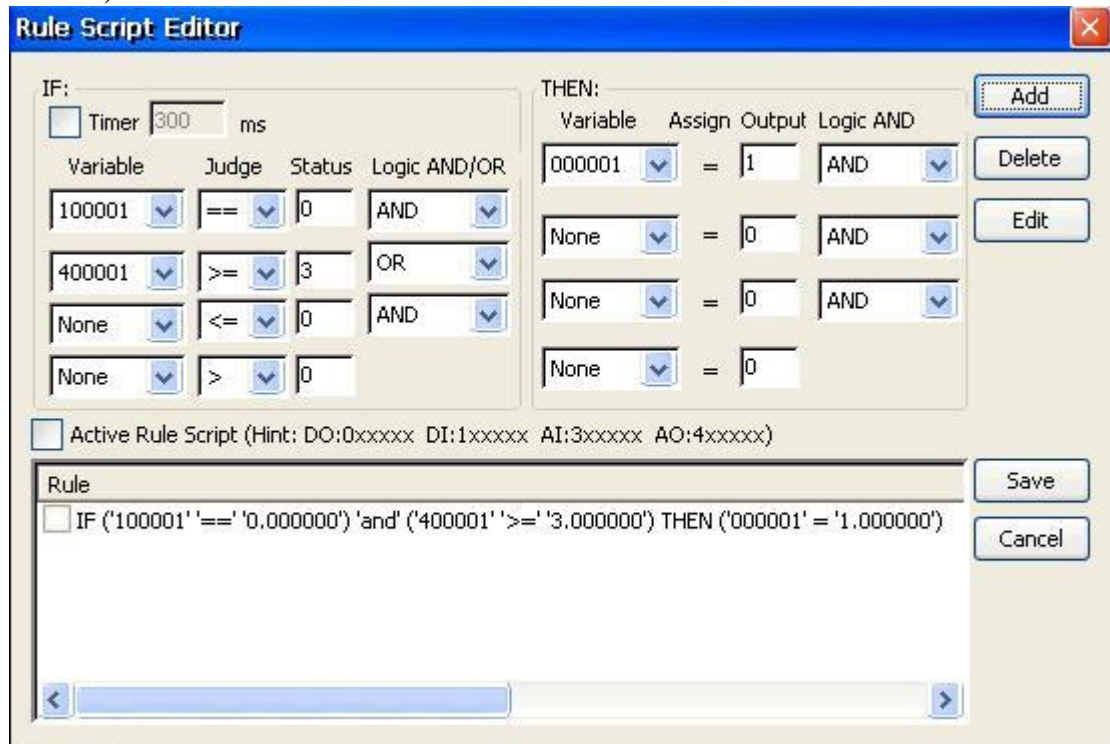 Rule Script Editor
IF:
Timer 300 ms
Variable Judge Status Logic AND/OR
100001 == 0 AND
400001 >= 3 OR
None <= 0 AND
None > 0
THEN:
Variable Assign Output Logic AND
000001 = 1 AND
None = 0 AND
None = 0 AND
None = 0
Add
Delete
Edit
Active Rule Script (Hint: DO:0xxxxx DI:1xxxxx AI:3xxxxx AO:4xxxxx)
Rule
IF ('100001' '==' '0.000000') 'and' ('400001' '>=' '3.000000') THEN ('000001' = '1.000000')
Save
Cancel